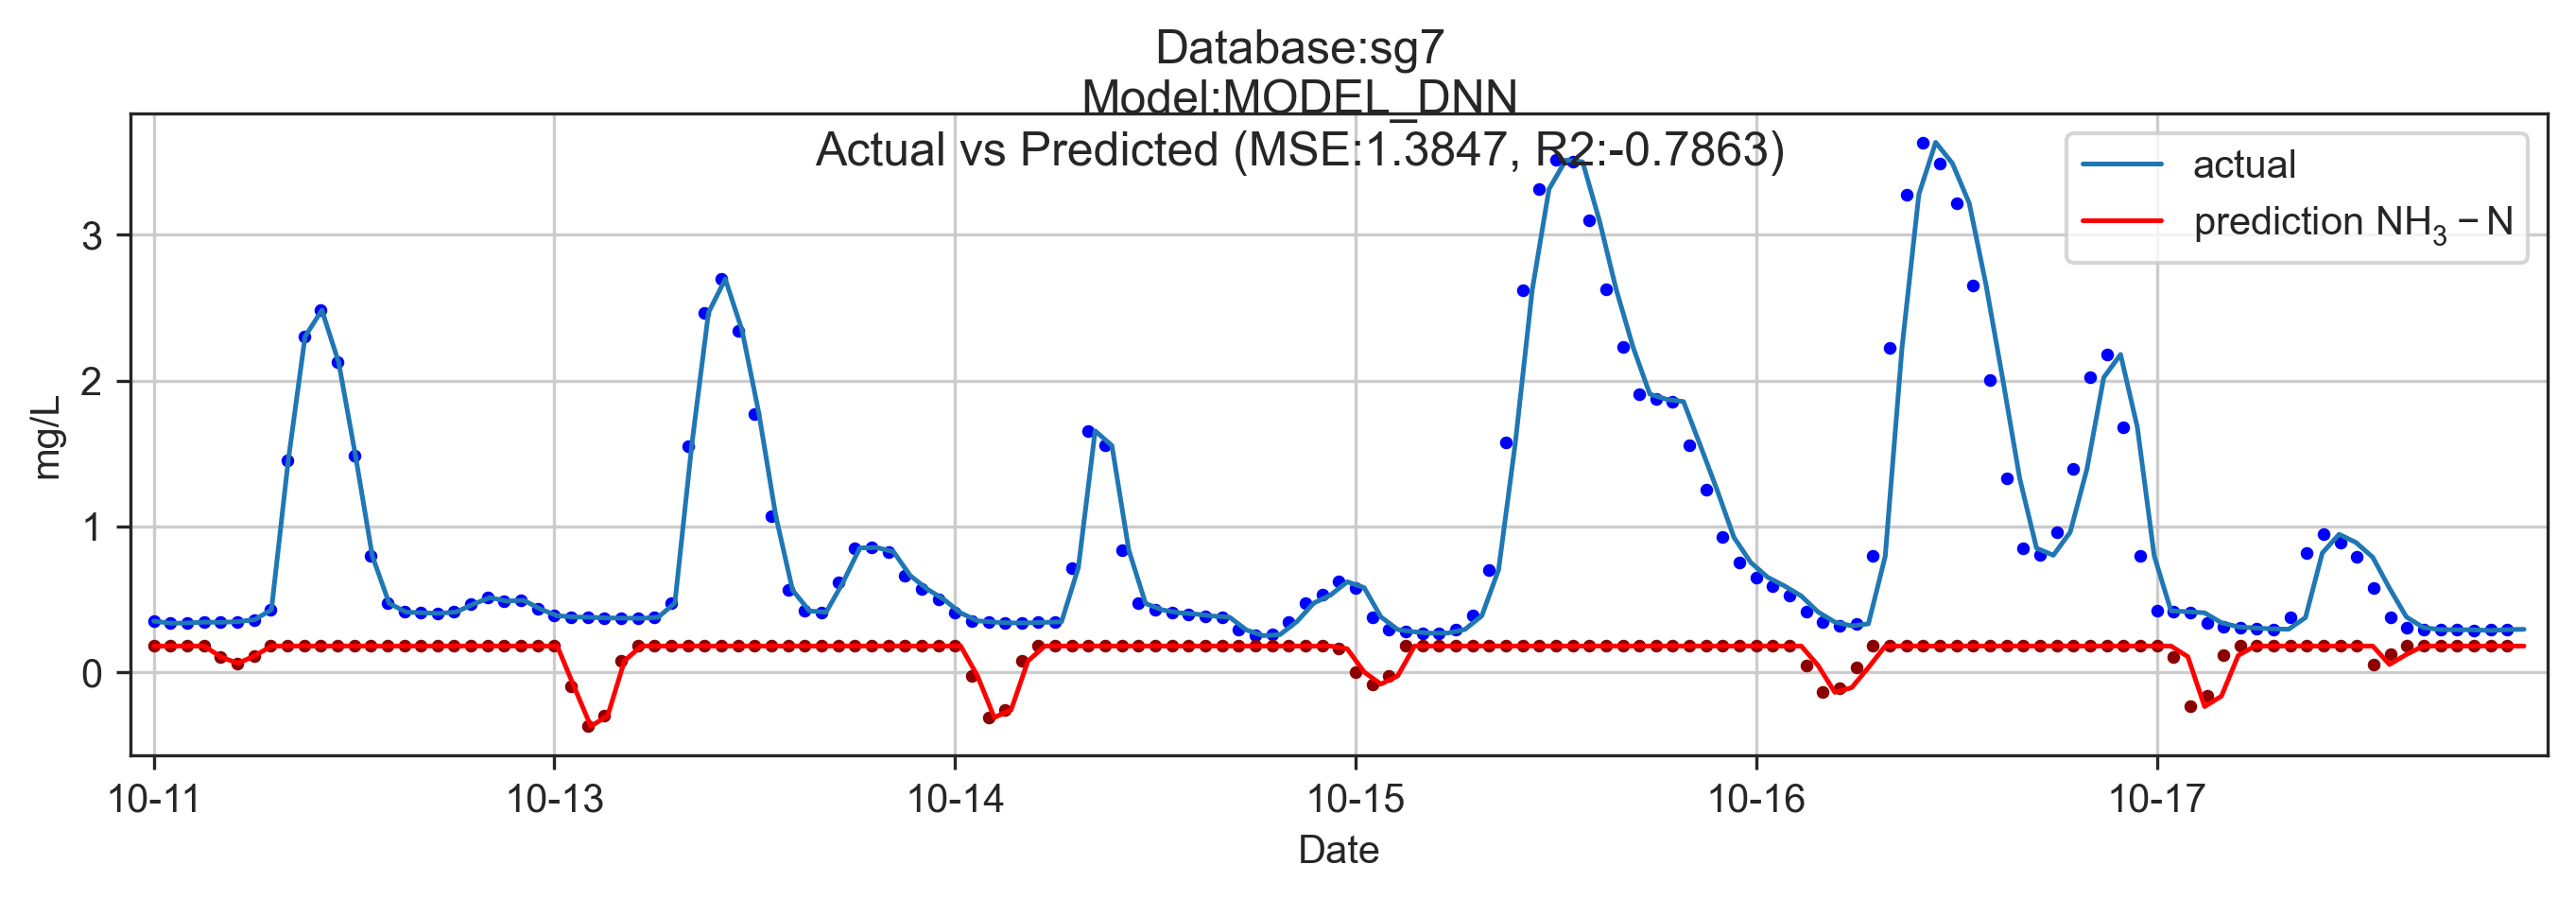 Database:sg7
Model:MODEL_DNN
Actual vs Predicted (MSE:1.3847, R2:-0.7863)
actual
prediction NH₃ − N
3
2
1
0
mg/L
10-11 10-13 10-14 10-15 10-16 10-17
Date